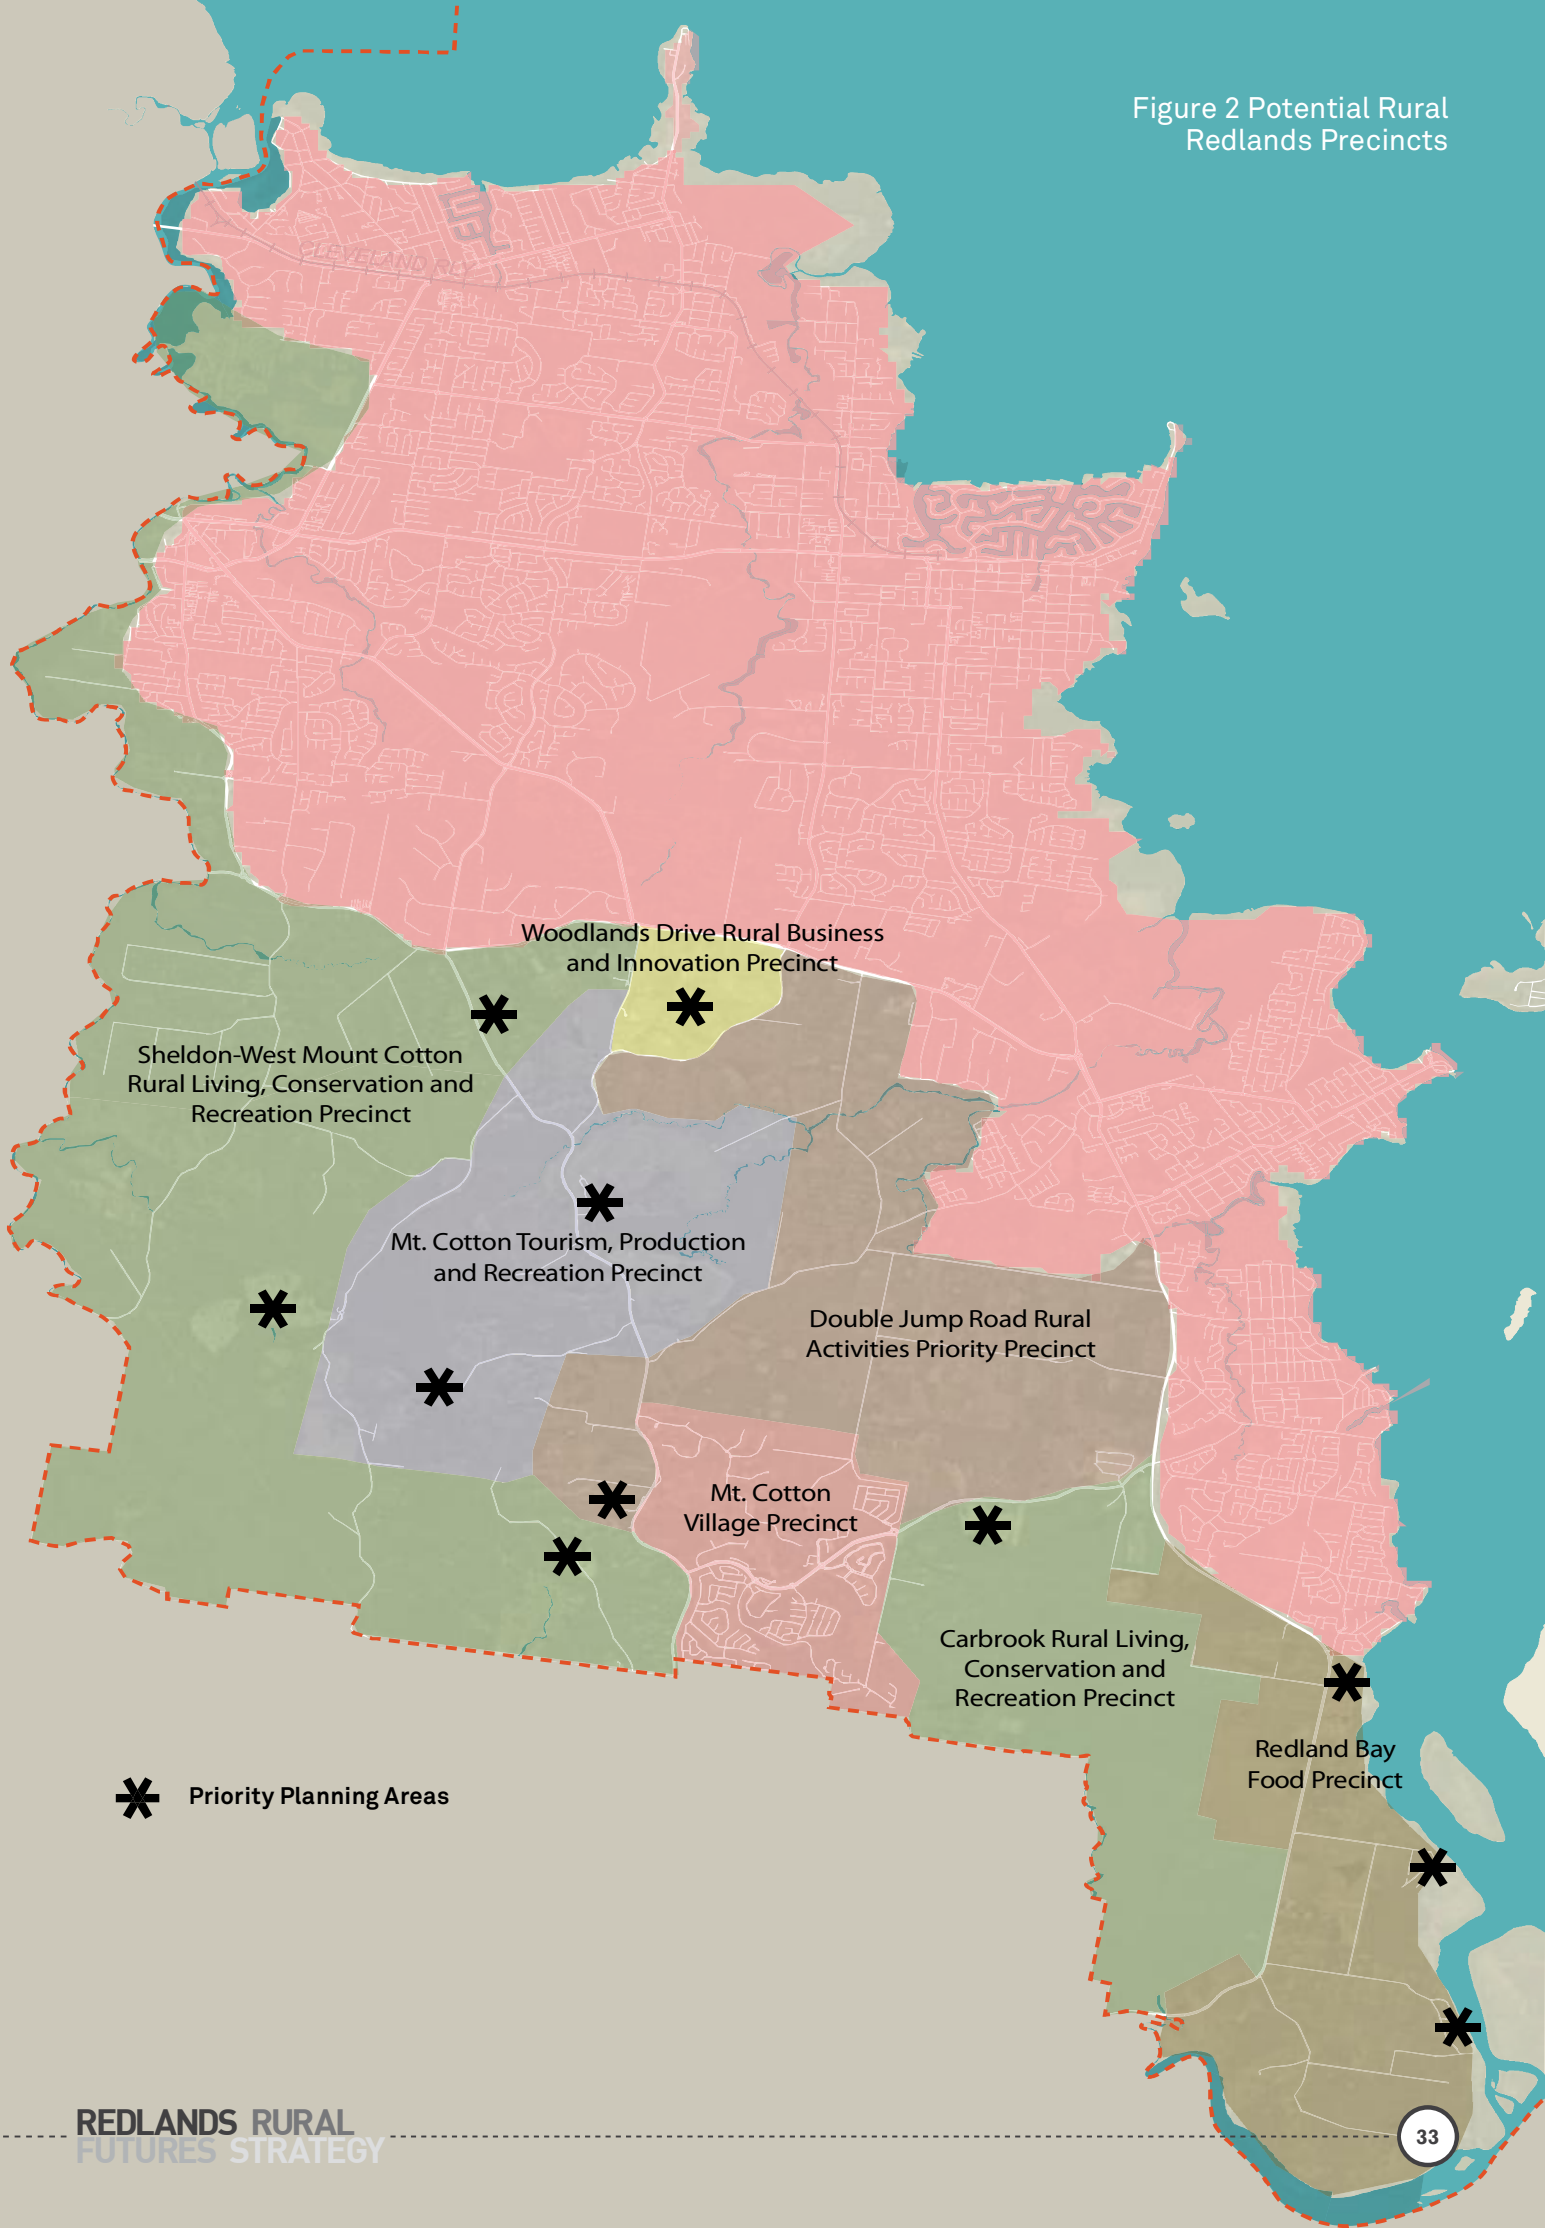 Figure 2 Potential Rural
Redlands Precincts
CLEVELAND RLY
Woodlands Drive Rural Business
and Innovation Precinct
Sheldon-West Mount Cotton
Rural Living, Conservation and
Recreation Precinct
Mt. Cotton Tourism, Production
and Recreation Precinct
Double Jump Road Rural
Activities Priority Precinct
Mt. Cotton
Village Precinct
Carbrook Rural Living,
Conservation and
Recreation Precinct
Redland Bay
Food Precinct
Priority Planning Areas
REDLANDS RURAL
FUTURES STRATEGY
33